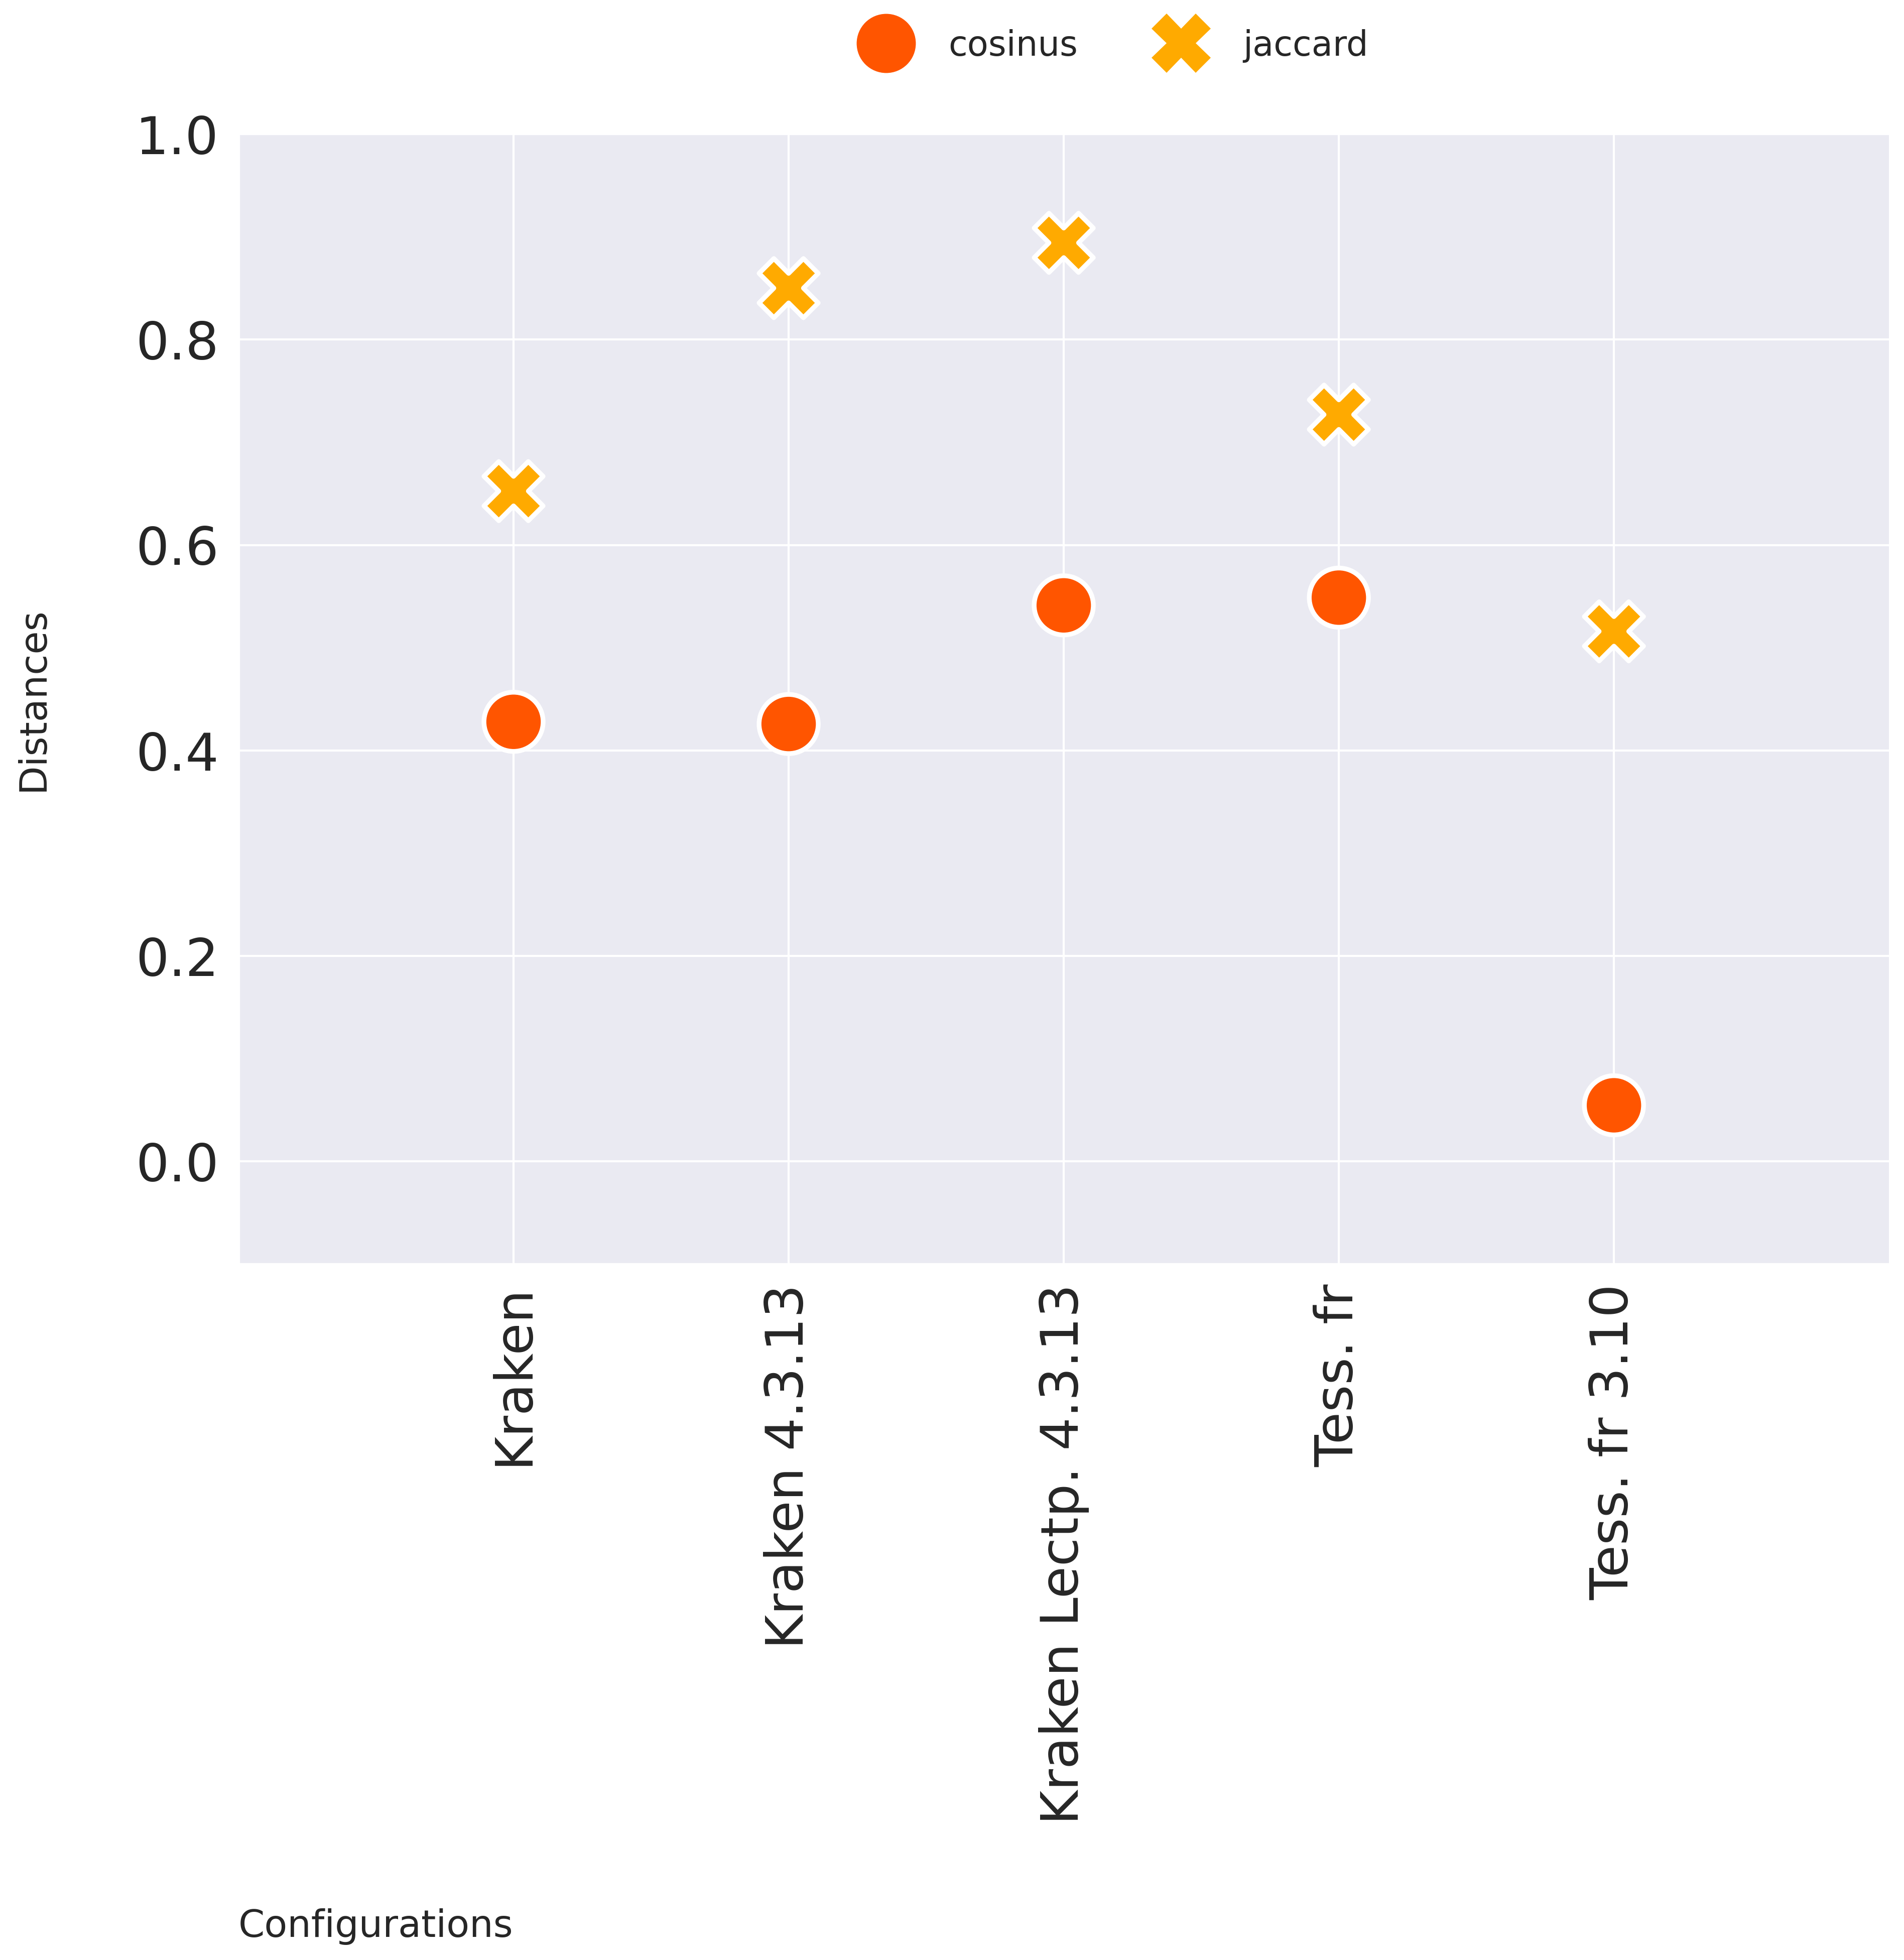 cosinus jaccard
1.0
0.8
0.6
0.4
0.2
0.0
Distances
Kraken
Kraken 4.3.13
Kraken Lectp. 4.3.13
Tess. fr
Tess. fr 3.10
Configurations